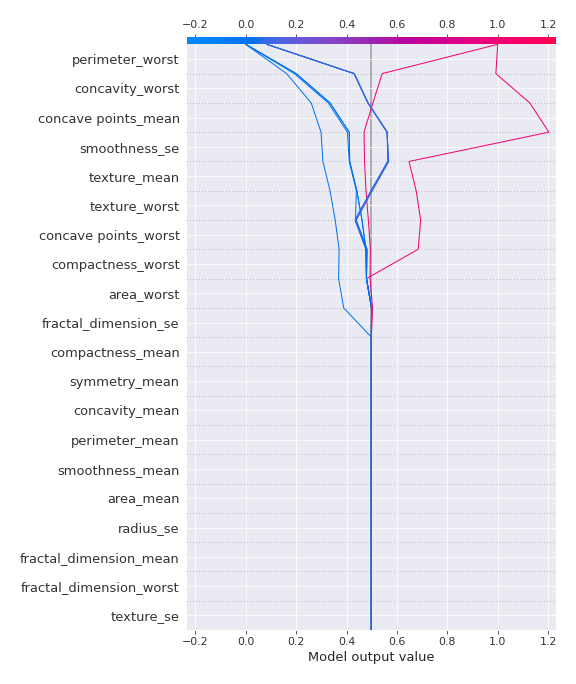 −0.2 0.0 0.2 0.4 0.6 0.8 1.0 1.2
perimeter_worst
concavity_worst
concave points_mean
smoothness_se
texture_mean
texture_worst
concave points_worst
compactness_worst
area_worst
fractal_dimension_se
compactness_mean
symmetry_mean
concavity_mean
perimeter_mean
smoothness_mean
area_mean
radius_se
fractal_dimension_mean
fractal_dimension_worst
texture_se
−0.2 0.0 0.2 0.4 0.6 0.8 1.0 1.2
Model output value